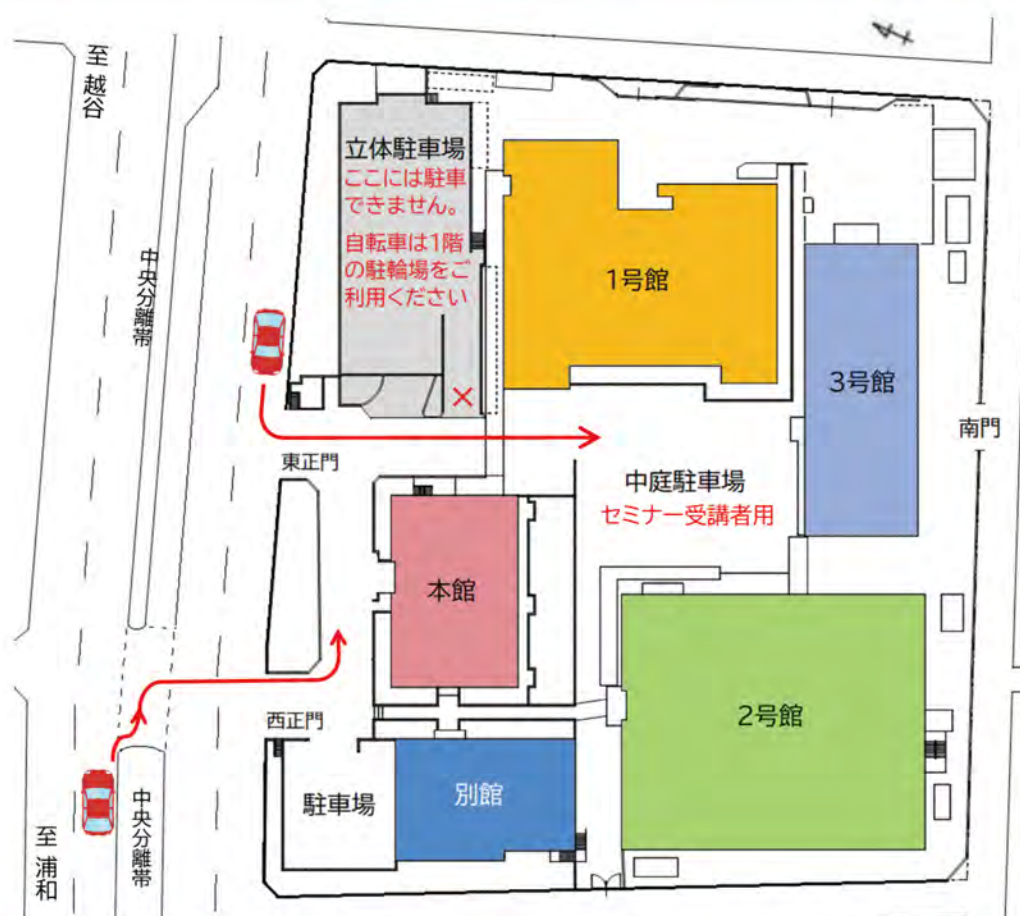 至 越谷
中央分離帯
立体駐車場
ここには駐車
できません。
自転車は1階
の駐輪場をご
利用ください
1号館
3号館
南門
東正門
中庭駐車場
セミナー受講者用
本館
2号館
西正門
駐車場
別館
中央分離帯
至 浦和